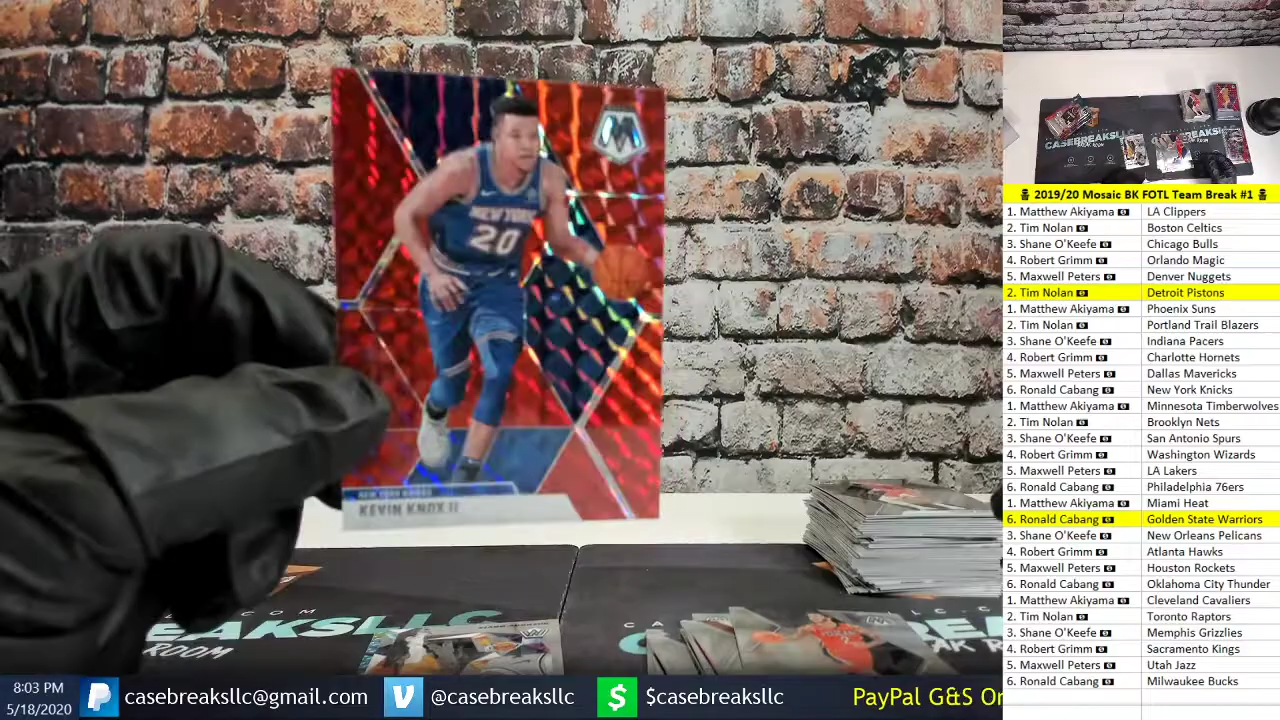 NEW YORK
20
NEW YORK KNICKS
KEVIN KNOX II
CASEBREAKSLLC
EAKSLLC
ROOM
2019/20 Mosaic BK FOTL Team Break #1
1. Matthew Akiyama LA Clippers
2. Tim Nolan Boston Celtics
3. Shane O'Keefe Chicago Bulls
4. Robert Grimm Orlando Magic
5. Maxwell Peters Denver Nuggets
2. Tim Nolan Detroit Pistons
1. Matthew Akiyama Phoenix Suns
2. Tim Nolan Portland Trail Blazers
3. Shane O'Keefe Indiana Pacers
4. Robert Grimm Charlotte Hornets
5. Maxwell Peters Dallas Mavericks
6. Ronald Cabang New York Knicks
1. Matthew Akiyama Minnesota Timberwolves
2. Tim Nolan Brooklyn Nets
3. Shane O'Keefe San Antonio Spurs
4. Robert Grimm Washington Wizards
5. Maxwell Peters LA Lakers
6. Ronald Cabang Philadelphia 76ers
1. Matthew Akiyama Miami Heat
6. Ronald Cabang Golden State Warriors
3. Shane O'Keefe New Orleans Pelicans
4. Robert Grimm Atlanta Hawks
5. Maxwell Peters Houston Rockets
6. Ronald Cabang Oklahoma City Thunder
1. Matthew Akiyama Cleveland Cavaliers
2. Tim Nolan Toronto Raptors
3. Shane O'Keefe Memphis Grizzlies
4. Robert Grimm Sacramento Kings
5. Maxwell Peters Utah Jazz
6. Ronald Cabang Milwaukee Bucks
8:03 PM
5/18/2020
casebreaksllc@gmail.com
@casebreaksllc
$casebreaksllc
PayPal G&S On